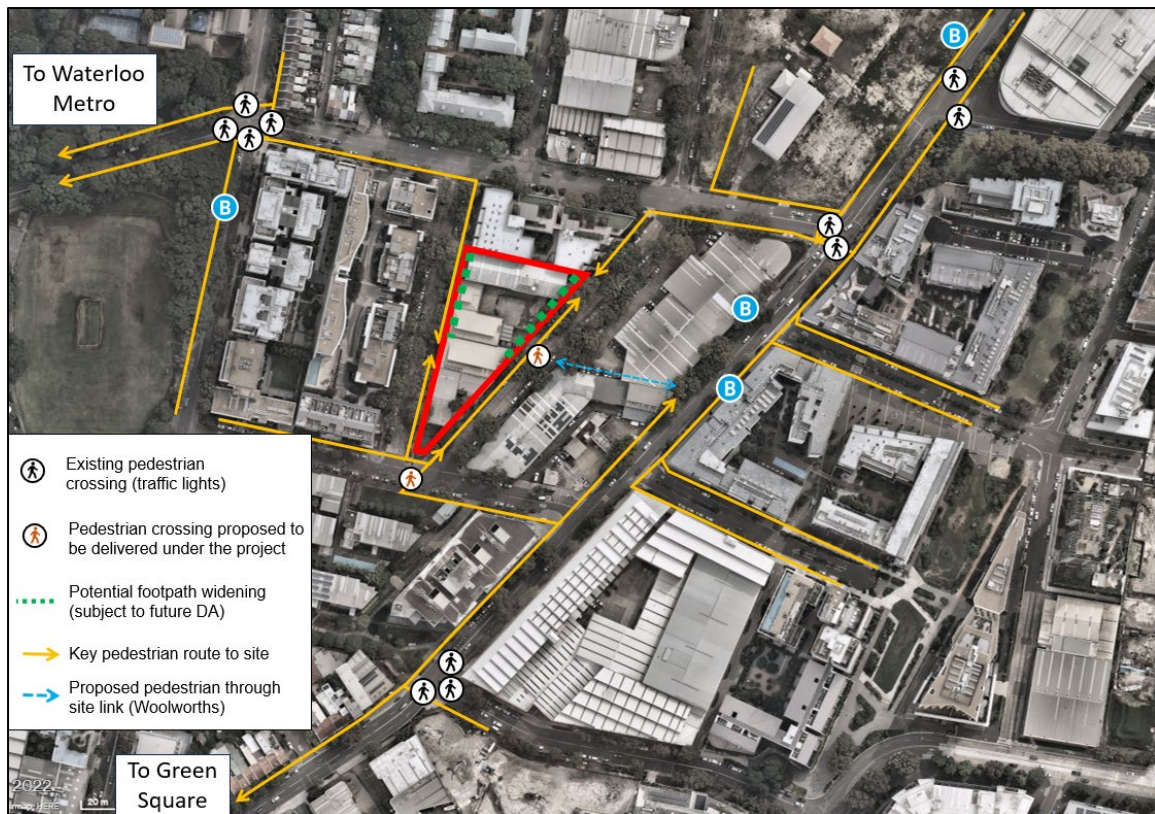 To Waterloo
Metro
B
B
B
B
Existing pedestrian
crossing (traffic lights)
Pedestrian crossing proposed to
be delivered under the project
Potential footpath widening
(subject to future DA)
Key pedestrian route to site
Proposed pedestrian through
site link (Woolworths)
To Green
Square
2022
HERE
20 m